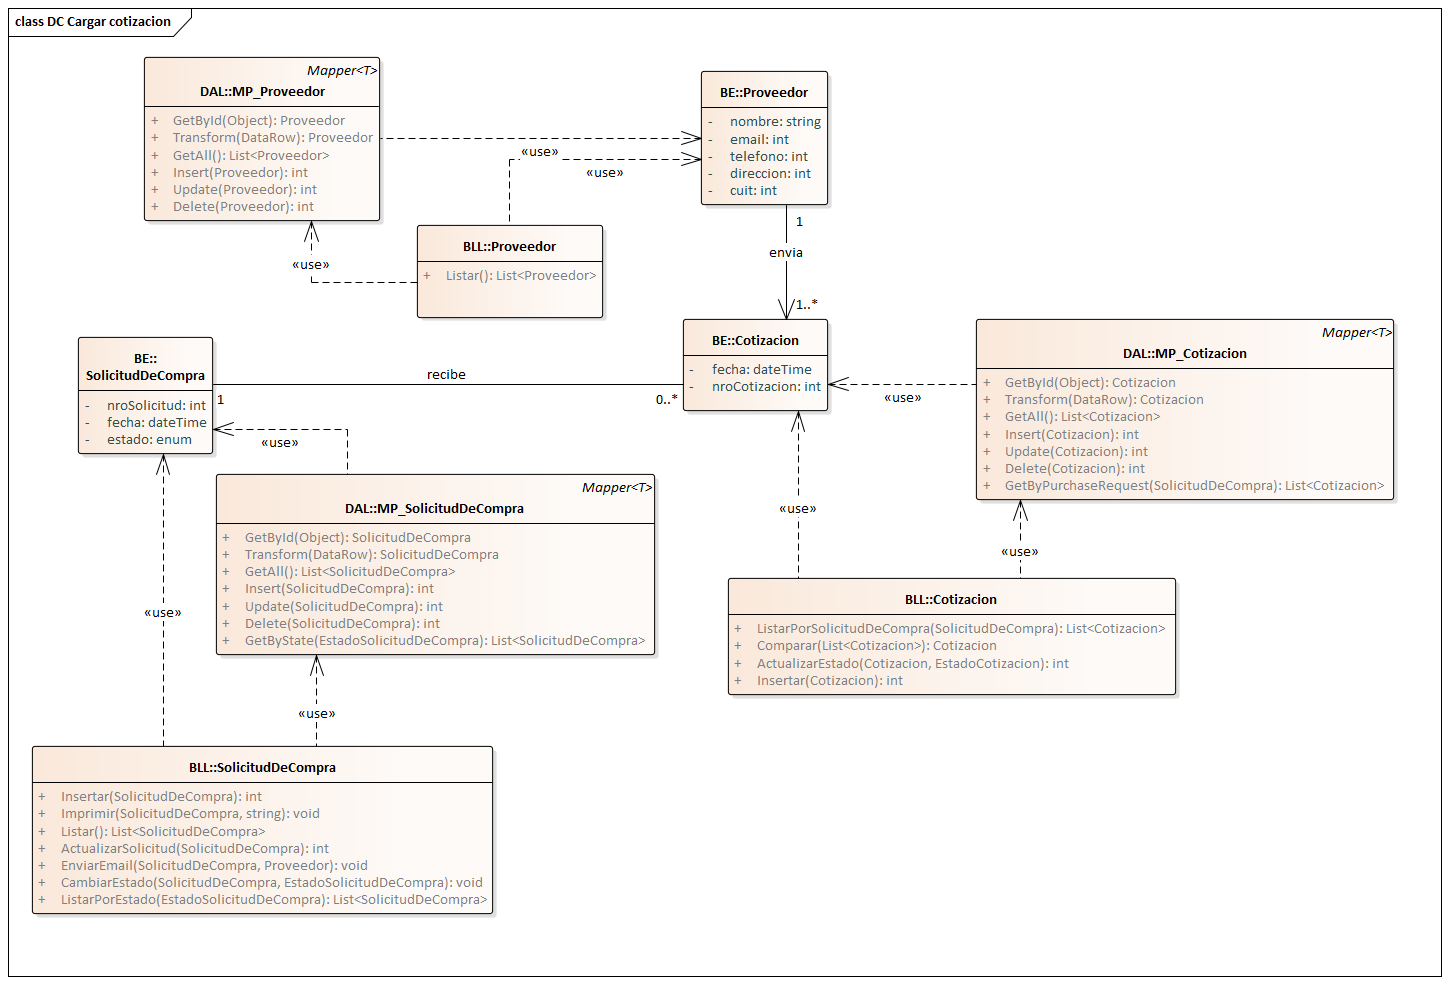 class DC Cargar cotizacion
Mapper<T>
DAL::MP_Proveedor
+ GetById(Object): Proveedor
+ Transform(DataRow): Proveedor
+ GetAll(): List<Proveedor>
+ Insert(Proveedor): int
+ Update(Proveedor): int
+ Delete(Proveedor): int
BE::Proveedor
- nombre: string
- email: int
- telefono: int
- direccion: int
- cuit: int
«use»
«use»
BLL::Proveedor
+ Listar(): List<Proveedor>
«use»
1
envia
1..*
BE::Cotizacion
- fecha: dateTime
- nroCotizacion: int
Mapper<T>
DAL::MP_Cotizacion
+ GetById(Object): Cotizacion
+ Transform(DataRow): Cotizacion
+ GetAll(): List<Cotizacion>
+ Insert(Cotizacion): int
+ Update(Cotizacion): int
+ Delete(Cotizacion): int
+ GetByPurchaseRequest(SolicitudDeCompra): List<Cotizacion>
«use»
BE::
SolicitudDeCompra
- nroSolicitud: int
- fecha: dateTime
- estado: enum
recibe
1
0..*
«use»
Mapper<T>
DAL::MP_SolicitudDeCompra
+ GetById(Object): SolicitudDeCompra
+ Transform(DataRow): SolicitudDeCompra
+ GetAll(): List<SolicitudDeCompra>
+ Insert(SolicitudDeCompra): int
+ Update(SolicitudDeCompra): int
+ Delete(SolicitudDeCompra): int
+ GetByState(EstadoSolicitudDeCompra): List<SolicitudDeCompra>
«use»
«use»
BLL::Cotizacion
+ ListarPorSolicitudDeCompra(SolicitudDeCompra): List<Cotizacion>
+ Comparar(List<Cotizacion>): Cotizacion
+ ActualizarEstado(Cotizacion, EstadoCotizacion): int
+ Insertar(Cotizacion): int
«use»
«use»
BLL::SolicitudDeCompra
+ Insertar(SolicitudDeCompra): int
+ Imprimir(SolicitudDeCompra, string): void
+ Listar(): List<SolicitudDeCompra>
+ ActualizarSolicitud(SolicitudDeCompra): int
+ EnviarEmail(SolicitudDeCompra, Proveedor): void
+ CambiarEstado(SolicitudDeCompra, EstadoSolicitudDeCompra): void
+ ListarPorEstado(EstadoSolicitudDeCompra): List<SolicitudDeCompra>